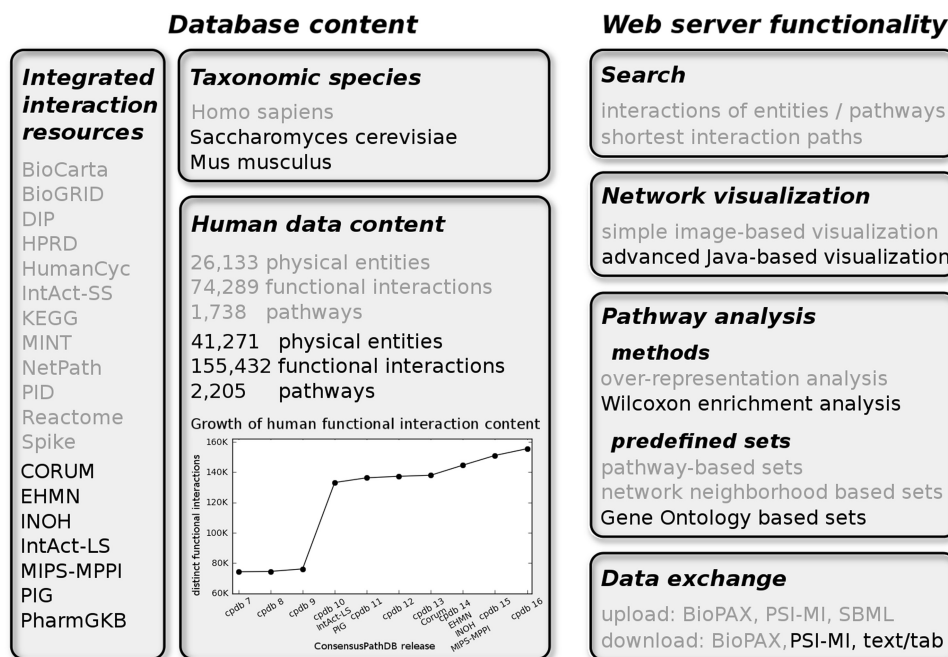 Database content
Integrated
interaction
resources
BioCarta
BioGRID
DIP
HPRD
HumanCyc
IntAct-SS
KEGG
MINT
NetPath
PID
Reactome
Spike
CORUM
EHMN
INOH
IntAct-LS
MIPS-MPPI
PIG
PharmGKB
Taxonomic species
Homo sapiens
Saccharomyces cerevisiae
Mus musculus
Human data content
26,133 physical entities
74,289 functional interactions
1,738 pathways
41,271 physical entities
155,432 functional interactions
2,205 pathways
Growth of human functional interaction content
distinct functional interactions
160K
140K
120K
100K
80K
60K
cpdb 7
cpdb 8
cpdb 9
cpdb 10
IntAct-LS
PIG
cpdb 11
cpdb 12
cpdb 13
Corum
cpdb 14
EHMN
INOH
MIPS-MPPI
cpdb 15
cpdb 16
ConsensusPathDB release
Web server functionality
Search
interactions of entities / pathways
shortest interaction paths
Network visualization
simple image-based visualization
advanced Java-based visualization
Pathway analysis
methods
over-representation analysis
Wilcoxon enrichment analysis
predefined sets
pathway-based sets
network neighborhood based sets
Gene Ontology based sets
Data exchange
upload: BioPAX, PSI-MI, SBML
download: BioPAX, PSI-MI, text/tab